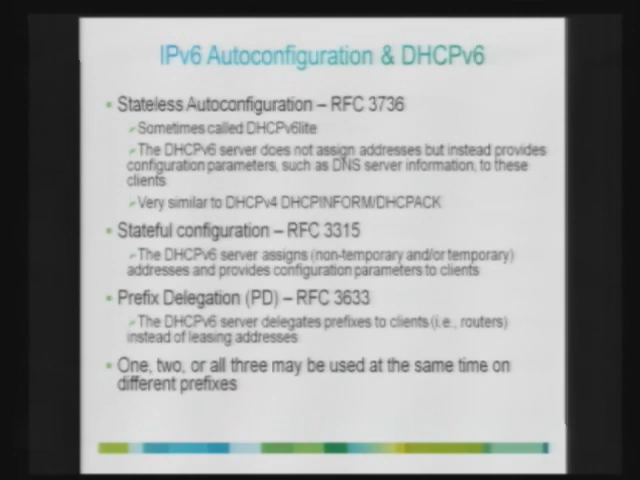 IPv6 Autoconfiguration & DHCPv6
Stateless Autoconfiguration – RFC 3736
Sometimes called DHCPv6lite
The DHCPv6 server does not assign addresses but instead provides
configuration parameters, such as DNS server information, to these
clients
Very similar to DHCPv4 DHCPINFORM/DHCPACK
Stateful configuration – RFC 3315
The DHCPv6 server assigns (non-temporary and/or temporary)
addresses and provides configuration parameters to clients
Prefix Delegation (PD) – RFC 3633
The DHCPv6 server delegates prefixes to clients (i.e., routers)
instead of leasing addresses
One, two, or all three may be used at the same time on
different prefixes